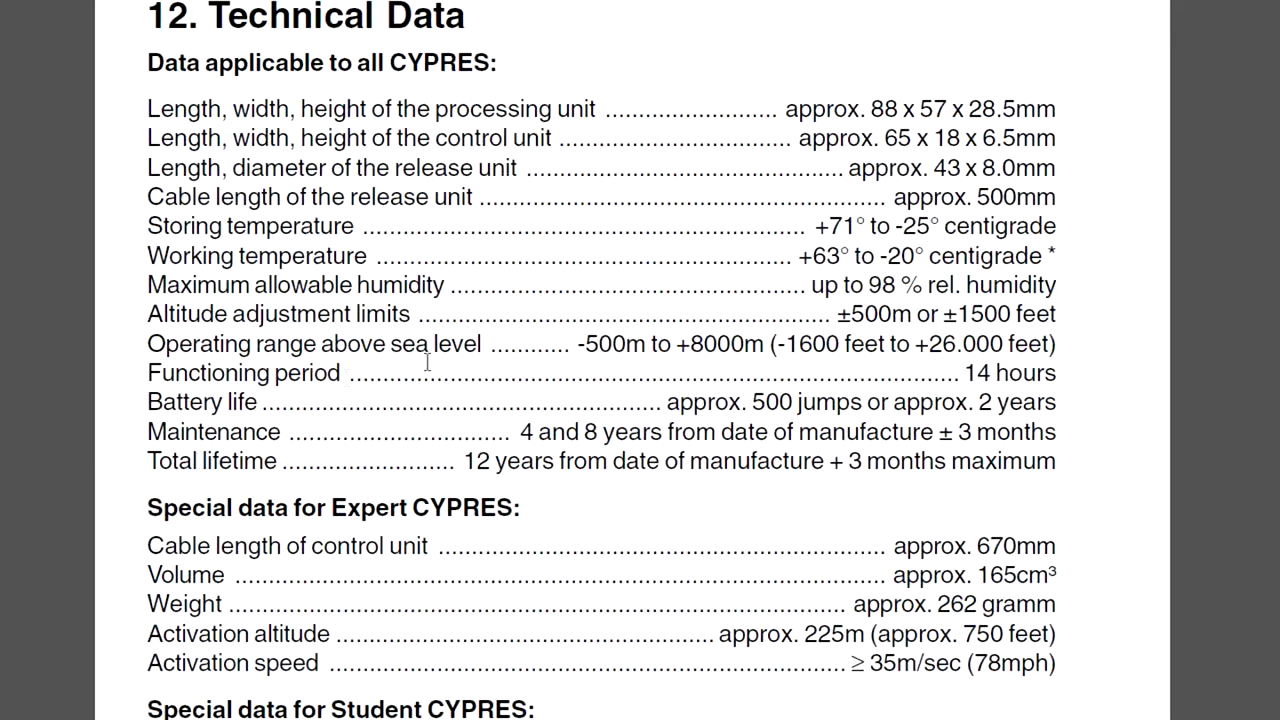 12. Technical Data
Data applicable to all CYPRES:
Length, width, height of the processing unit .......................... approx. 88 x 57 x 28.5mm
Length, width, height of the control unit ................................... approx. 65 x 18 x 6.5mm
Length, diameter of the release unit ................................................ approx. 43 x 8.0mm
Cable length of the release unit ............................................................. approx. 500mm
Storing temperature ................................................................... +71° to -25° centigrade
Working temperature ............................................................... +63° to -20° centigrade *
Maximum allowable humidity ...................................................... up to 98 % rel. humidity
Altitude adjustment limits .............................................................. ±500m or ±1500 feet
Operating range above sea level ............ -500m to +8000m (-1600 feet to +26.000 feet)
Functioning period ............................................................................................ 14 hours
Battery life ............................................................ approx. 500 jumps or approx. 2 years
Maintenance .................................. 4 and 8 years from date of manufacture ± 3 months
Total lifetime .......................... 12 years from date of manufacture + 3 months maximum
Special data for Expert CYPRES:
Cable length of control unit .................................................................... approx. 670mm
Volume .................................................................................................. approx. 165cm³
Weight ............................................................................................. approx. 262 gramm
Activation altitude ......................................................... approx. 225m (approx. 750 feet)
Activation speed .............................................................................. ≥ 35m/sec (78mph)
Special data for Student CYPRES: